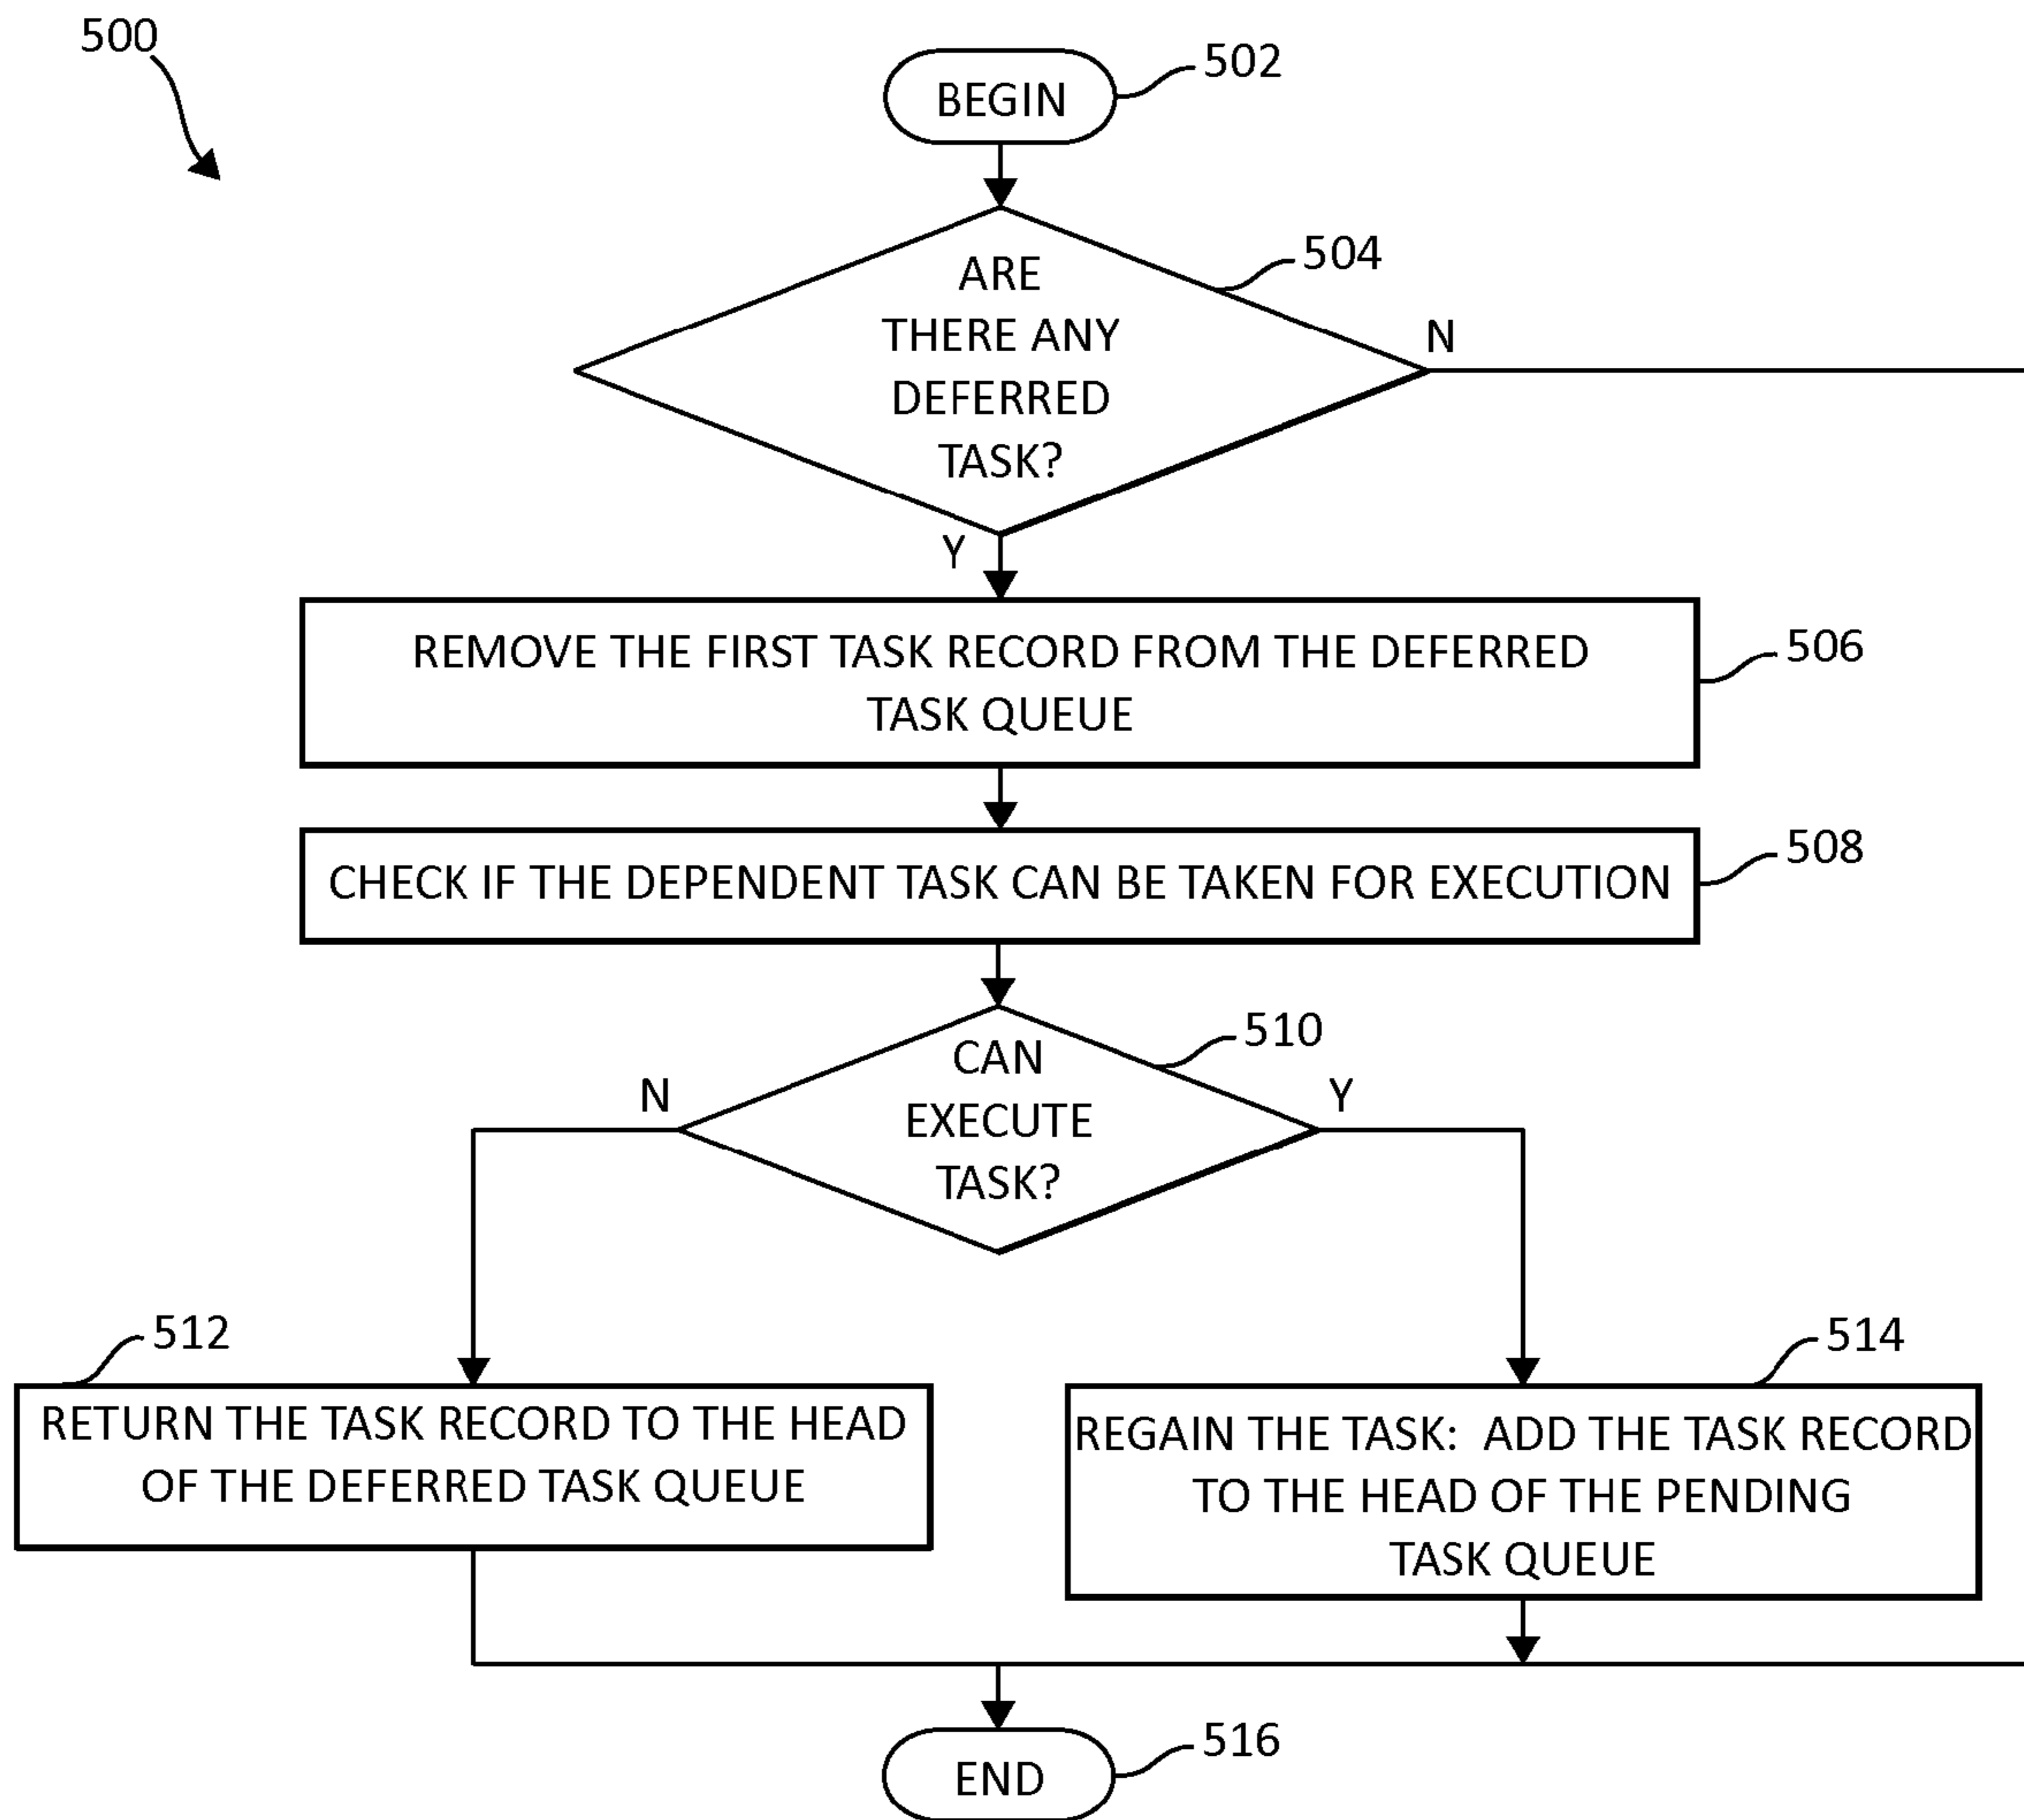 500
BEGIN
502
ARE
THERE ANY
DEFERRED
TASK?
504
N
Y
REMOVE THE FIRST TASK RECORD FROM THE DEFERRED
TASK QUEUE
506
CHECK IF THE DEPENDENT TASK CAN BE TAKEN FOR EXECUTION
508
CAN
EXECUTE
TASK?
510
N
Y
512
RETURN THE TASK RECORD TO THE HEAD
OF THE DEFERRED TASK QUEUE
514
REGAIN THE TASK: ADD THE TASK RECORD
TO THE HEAD OF THE PENDING
TASK QUEUE
END
516